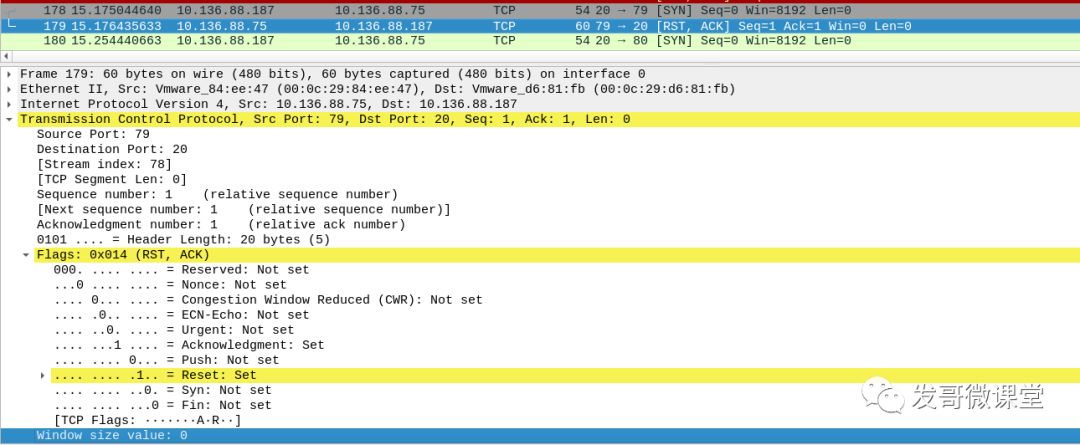 178 15.175044640 10.136.88.187 10.136.88.75 TCP 54 20 → 79 [SYN] Seq=0 Win=8192 Len=0
179 15.176435633 10.136.88.75 10.136.88.187 TCP 60 79 → 20 [RST, ACK] Seq=1 Ack=1 Win=0 Len=0
180 15.254440663 10.136.88.187 10.136.88.75 TCP 54 20 → 80 [SYN] Seq=0 Win=8192 Len=0
Frame 179: 60 bytes on wire (480 bits), 60 bytes captured (480 bits) on interface 0
Ethernet II, Src: Vmware_84:ee:47 (00:0c:29:84:ee:47), Dst: Vmware_d6:81:fb (00:0c:29:d6:81:fb)
Internet Protocol Version 4, Src: 10.136.88.75, Dst: 10.136.88.187
Transmission Control Protocol, Src Port: 79, Dst Port: 20, Seq: 1, Ack: 1, Len: 0
Source Port: 79
Destination Port: 20
[Stream index: 78]
[TCP Segment Len: 0]
Sequence number: 1 (relative sequence number)
[Next sequence number: 1 (relative sequence number)]
Acknowledgment number: 1 (relative ack number)
0101 .... = Header Length: 20 bytes (5)
Flags: 0x014 (RST, ACK)
000. .... .... = Reserved: Not set
...0 .... .... = Nonce: Not set
.... 0... .... = Congestion Window Reduced (CWR): Not set
.... .0.. .... = ECN-Echo: Not set
.... ..0. .... = Urgent: Not set
.... ...1 .... = Acknowledgment: Set
.... .... 0... = Push: Not set
.... .... .1.. = Reset: Set
.... .... ..0. = Syn: Not set
.... .... ...0 = Fin: Not set
[TCP Flags: ·······A·R··]
Window size value: 0
发哥微课堂